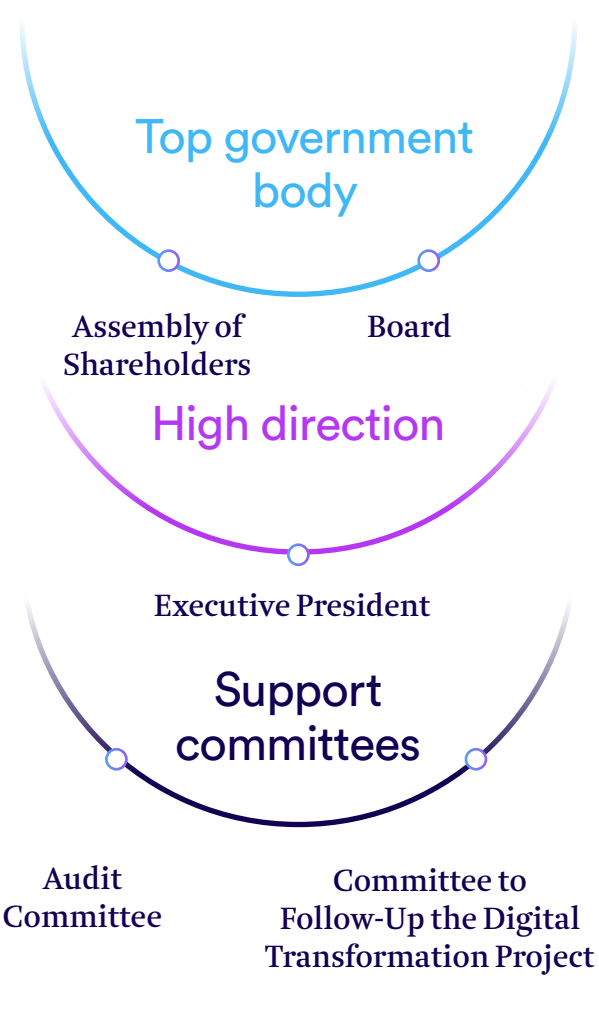 Top government
body
Assembly of
Shareholders
Board
High direction
Executive President
Support
committees
Audit
Committee
Committee to
Follow-Up the Digital
Transformation Project